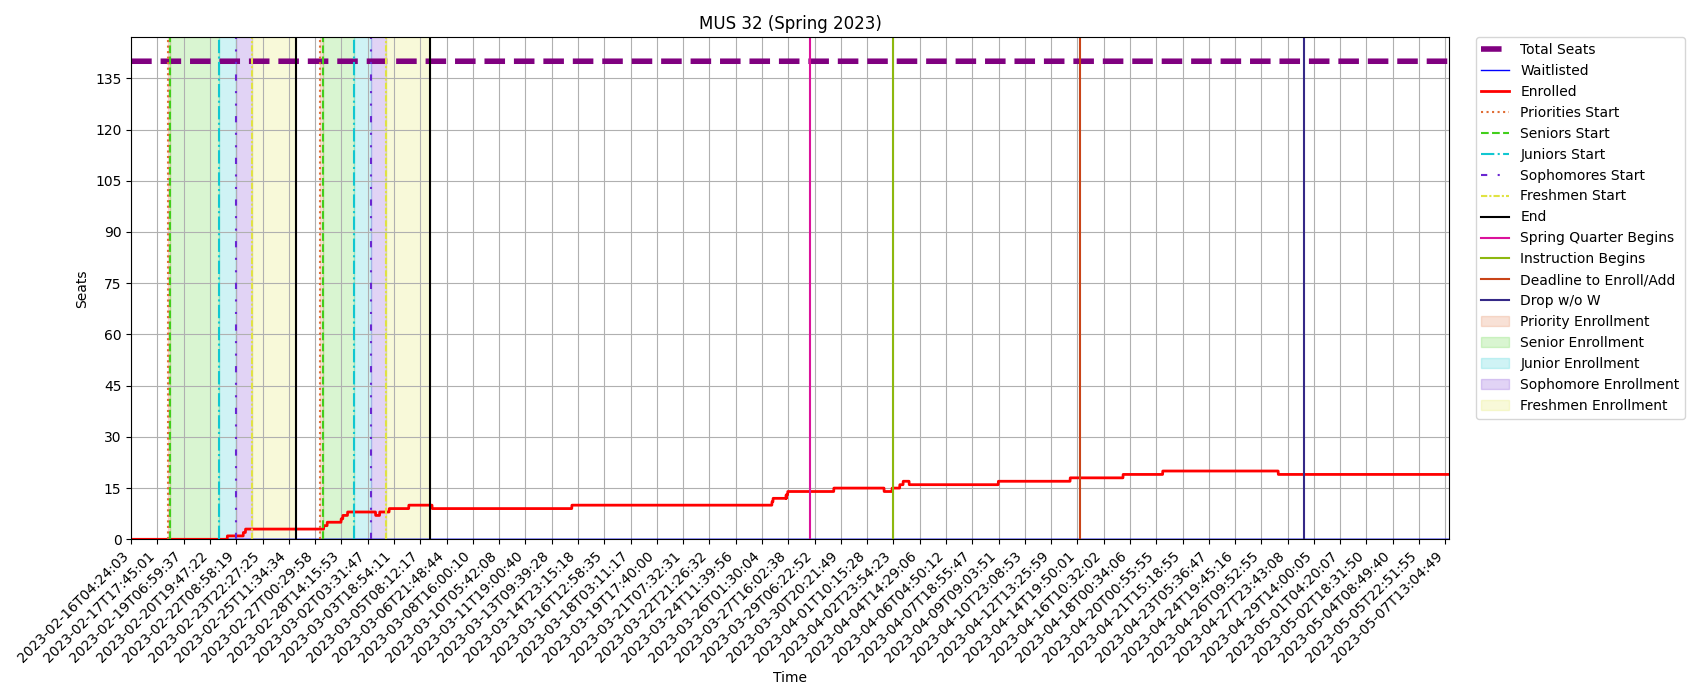 MUS 32 (Spring 2023)
Seats
135
120
105
90
75
60
45
30
15
0
2023-02-16T04:24:03
2023-02-17T17:45:01
2023-02-19T06:59:37
2023-02-20T19:47:22
2023-02-22T08:58:19
2023-02-23T22:27:23
2023-02-25T11:34:34
2023-02-27T00:29:58
2023-02-28T14:15:53
2023-03-02T03:31:47
2023-03-03T18:54:11
2023-03-05T08:12:17
2023-03-06T21:48:44
2023-03-08T16:00:10
2023-03-10T05:42:08
2023-03-11T19:00:40
2023-03-13T09:39:28
2023-03-14T23:15:18
2023-03-16T12:58:35
2023-03-18T03:11:17
2023-03-19T17:40:00
2023-03-21T07:32:31
2023-03-22T21:26:32
2023-03-24T11:39:56
2023-03-26T01:30:04
2023-03-27T16:02:38
2023-03-29T06:22:52
2023-03-30T20:21:49
2023-04-01T10:15:28
2023-04-02T23:54:23
2023-04-04T14:29:06
2023-04-06T04:50:12
2023-04-07T18:55:47
2023-04-09T09:03:51
2023-04-10T23:08:53
2023-04-12T13:25:59
2023-04-14T19:50:01
2023-04-16T10:32:02
2023-04-18T00:34:06
2023-04-20T00:55:55
2023-04-21T15:18:55
2023-04-23T05:36:47
2023-04-24T19:45:16
2023-04-26T09:52:55
2023-04-27T23:43:08
2023-04-29T14:00:05
2023-05-01T04:20:07
2023-05-02T18:31:50
2023-05-04T08:49:40
2023-05-05T22:51:55
2023-05-07T13:04:49
Time
Total Seats
Waitlisted
Enrolled
Priorities Start
Seniors Start
Juniors Start
Sophomores Start
Freshmen Start
End
Spring Quarter Begins
Instruction Begins
Deadline to Enroll/Add
Drop w/o W
Priority Enrollment
Senior Enrollment
Junior Enrollment
Sophomore Enrollment
Freshmen Enrollment